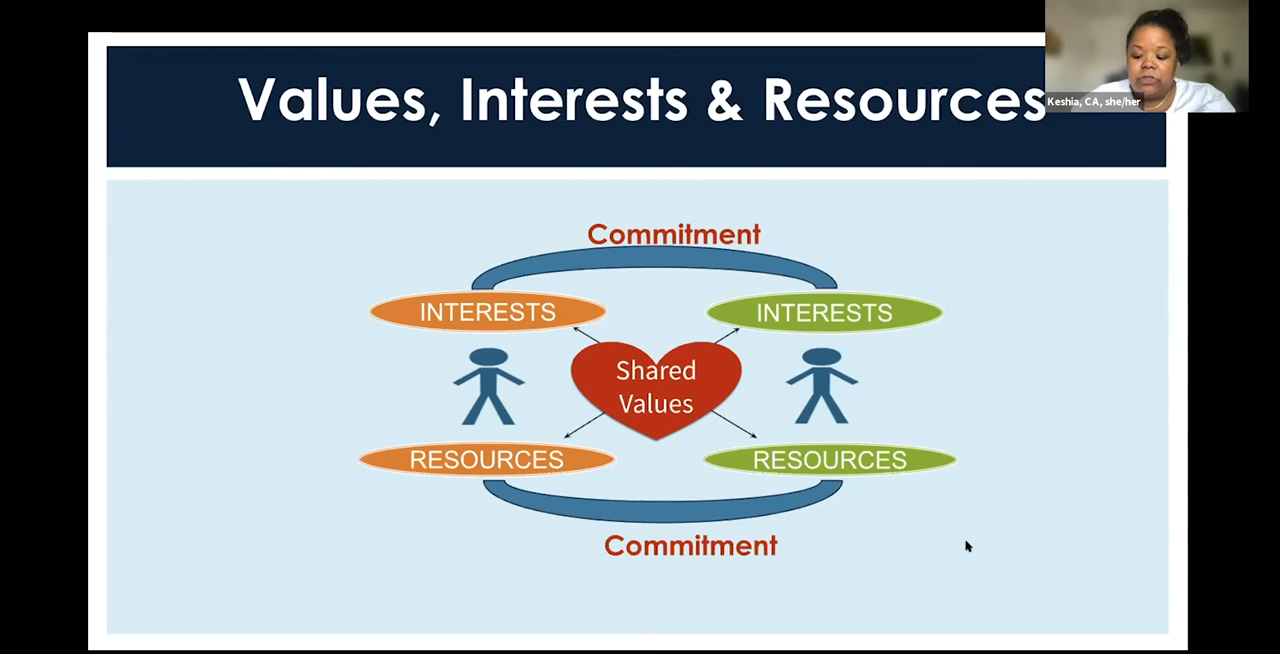 Values, Interests & Resources
Keshia, CA, she/her
Commitment
INTERESTS
INTERESTS
Shared
Values
RESOURCES
RESOURCES
Commitment